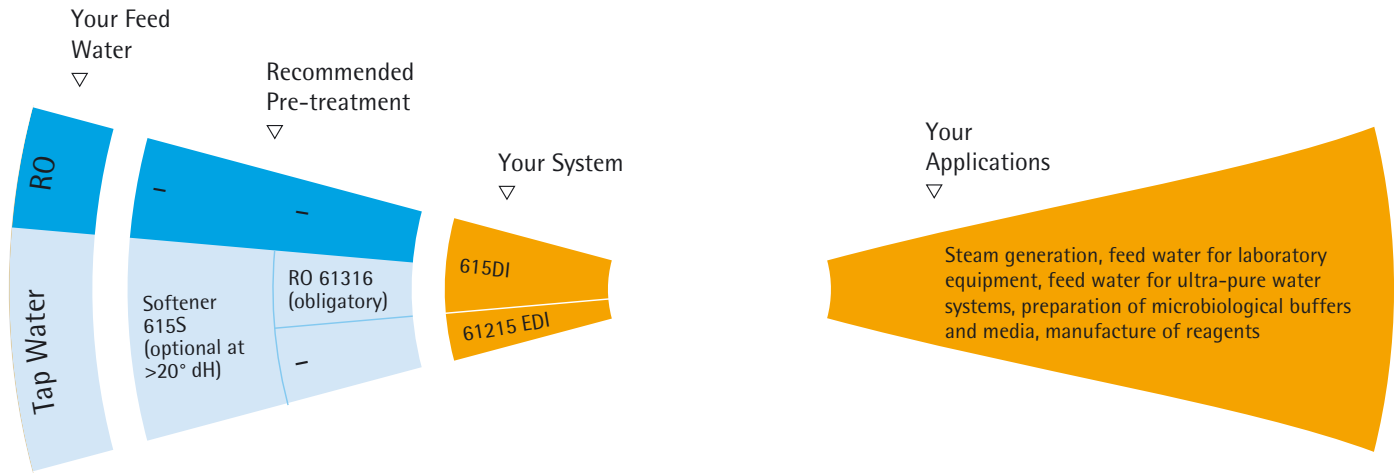 Your Feed
Water
▽
Recommended
Pre-treatment
▽
Your System
▽
Your
Applications
▽
RO
–
–
Tap Water
Softener
615S
(optional at
>20° dH)
RO 61316
(obligatory)
–
615DI
61215 EDI
Steam generation, feed water for laboratory
equipment, feed water for ultra-pure water
systems, preparation of microbiological buffers
and media, manufacture of reagents